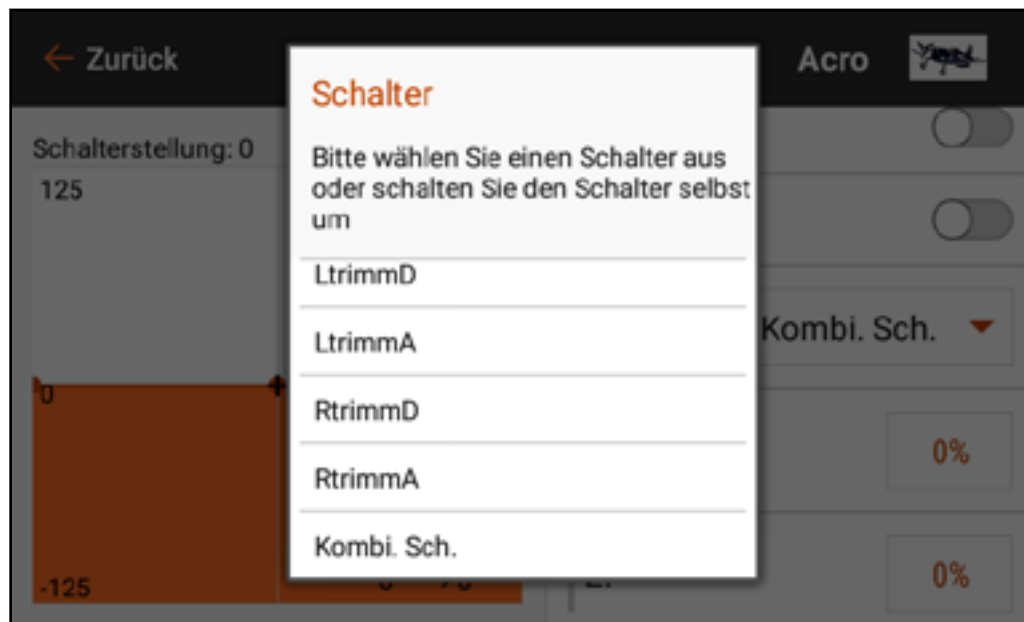 Zurück
Acro
Schalterstellung: 0
125
0
-125
Schalter
Bitte wählen Sie einen Schalter aus
oder schalten Sie den Schalter selbst
um
LtrimmD
LtrimmA
RtrimmD
RtrimmA
Kombi. Sch.
Kombi. Sch.
0%
0%